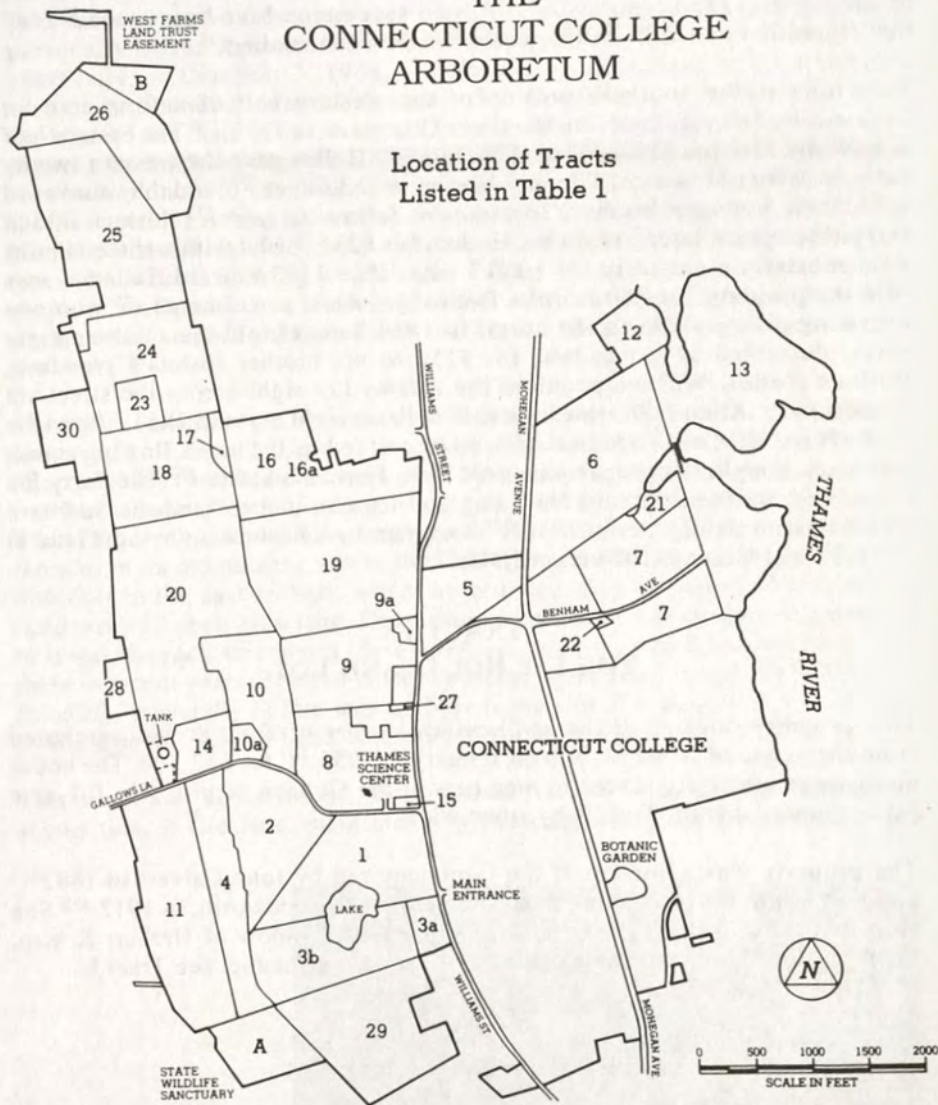 THE
CONNECTICUT COLLEGE
ARBORETUM
Location of Tracts
Listed in Table 1
WEST FARMS
LAND TRUST
EASEMENT
B
26
25
24
23
30
17
18
19
16a
WILLIAMS
STREET
MOHEGAN
AVENUE
12
13
6
21
THAMES
RIVER
20
19
5
7
9a
BENHAM
AVE
7
22
28
10
9
27
TANK
14
10a
8
THAMES
SCIENCE
CENTER
CONNECTICUT COLLEGE
GALLOWS LA
15
2
1
BOTANIC
GARDEN
4
11
LAKE
MAIN
ENTRANCE
3a
3b
WILLIAMS ST
MOHEGAN AVE
N
A
29
STATE
WILDLIFE
SANCTUARY
0 500 1000 1500 2000
SCALE IN FEET